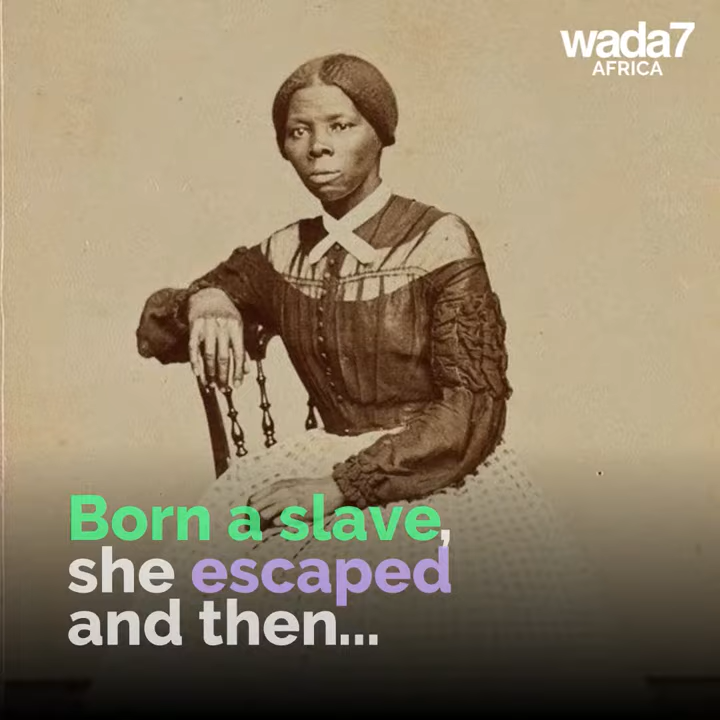 wada7
AFRICA
Born a slave,
she escaped
and then...